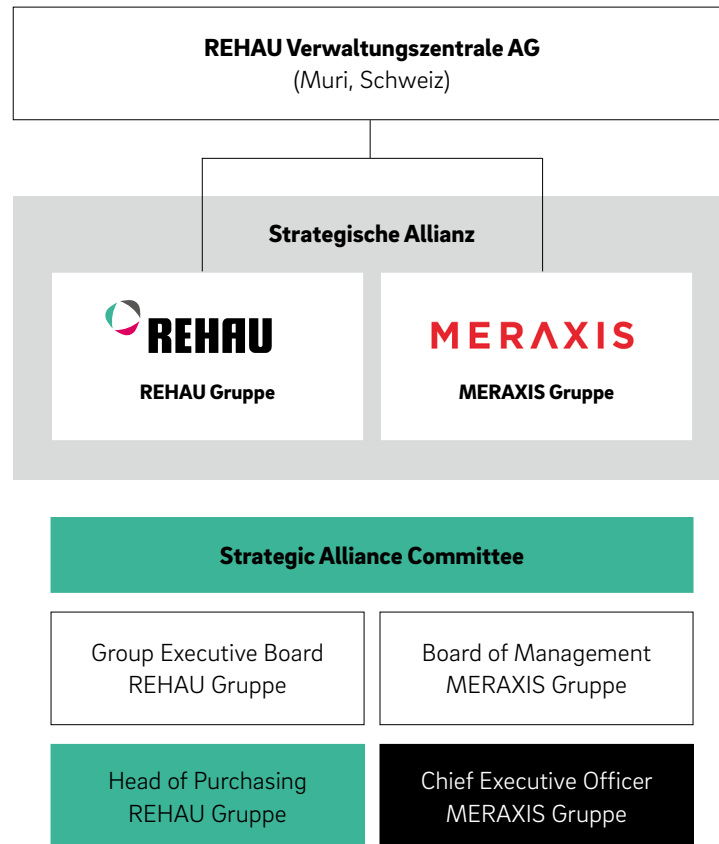 REHAU Verwaltungszentrale AG
(Muri, Schweiz)
Strategische Allianz
REHAU
REHAU Gruppe
MERAXIS
MERAXIS Gruppe
Strategic Alliance Committee
Group Executive Board
REHAU Gruppe
Board of Management
MERAXIS Gruppe
Head of Purchasing
REHAU Gruppe
Chief Executive Officer
MERAXIS Gruppe